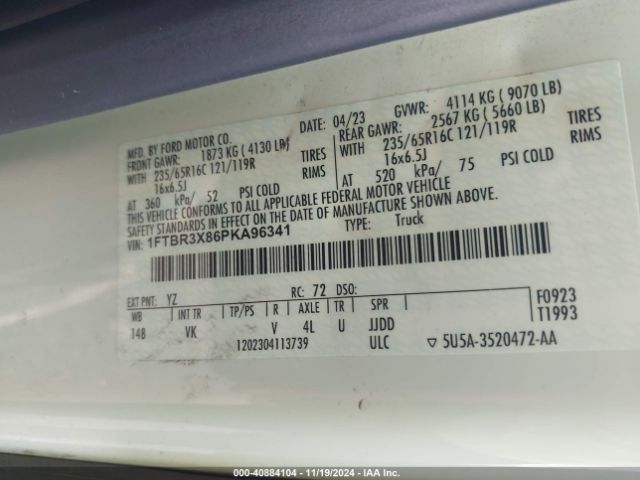 MFD. BY FORD MOTOR CO.
DATE: 04/23 GVWR: 4114 KG ( 9070 LB)
FRONT GAWR: 1873 KG ( 4130 LB) REAR GAWR: 2567 KG ( 5660 LB)
WITH 235/65R16C 121/119R TIRES WITH 235/65R16C 121/119R TIRES
16x6.5J RIMS 16x6.5J RIMS
AT 360 kPa/ 52 PSI COLD AT 520 kPa/ 75 PSI COLD
THIS VEHICLE CONFORMS TO ALL APPLICABLE FEDERAL MOTOR VEHICLE
SAFETY STANDARDS IN EFFECT ON THE DATE OF MANUFACTURE SHOWN ABOVE.
VIN: 1FTBR3X86PKA96341 TYPE: Truck
EXT PNT: YZ RC: 72 DSO:
WB INT TR TP/PS R AXLE TR SPR
148 VK V 4L U JJDD
F0923
T1993
1202304113739 ULC ▽ 5U5A-3520472-AA
000-40884104 - 11/19/2024 - IAA Inc.